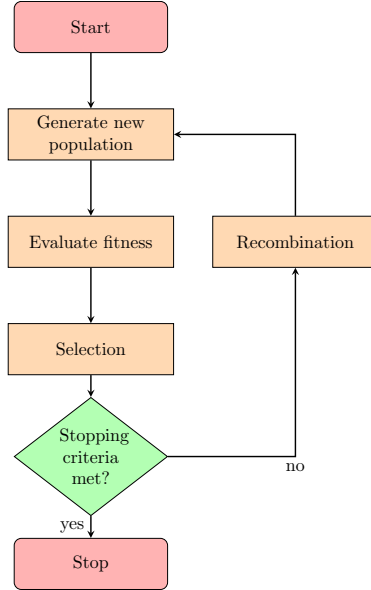 Start
Generate new
population
Evaluate fitness
Recombination
Selection
Stopping
criteria
met?
no
yes
Stop